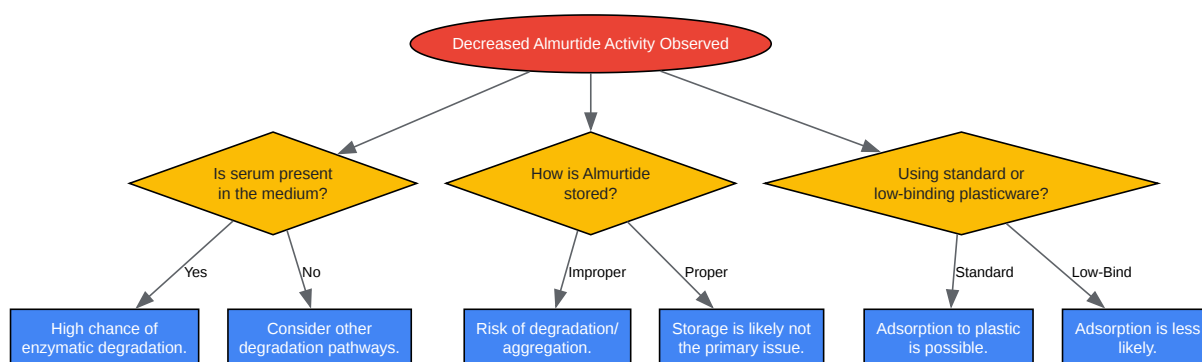 Decreased Almurtide Activity Observed
Is serum present
in the medium?
How is Almurtide
stored?
Using standard or
low-binding plasticware?
Yes
No
Improper
Proper
Standard
Low-Bind
High chance of
enzymatic degradation.
Consider other
degradation pathways.
Risk of degradation/
aggregation.
Storage is likely not
the primary issue.
Adsorption to plastic
is possible.
Adsorption is less
likely.